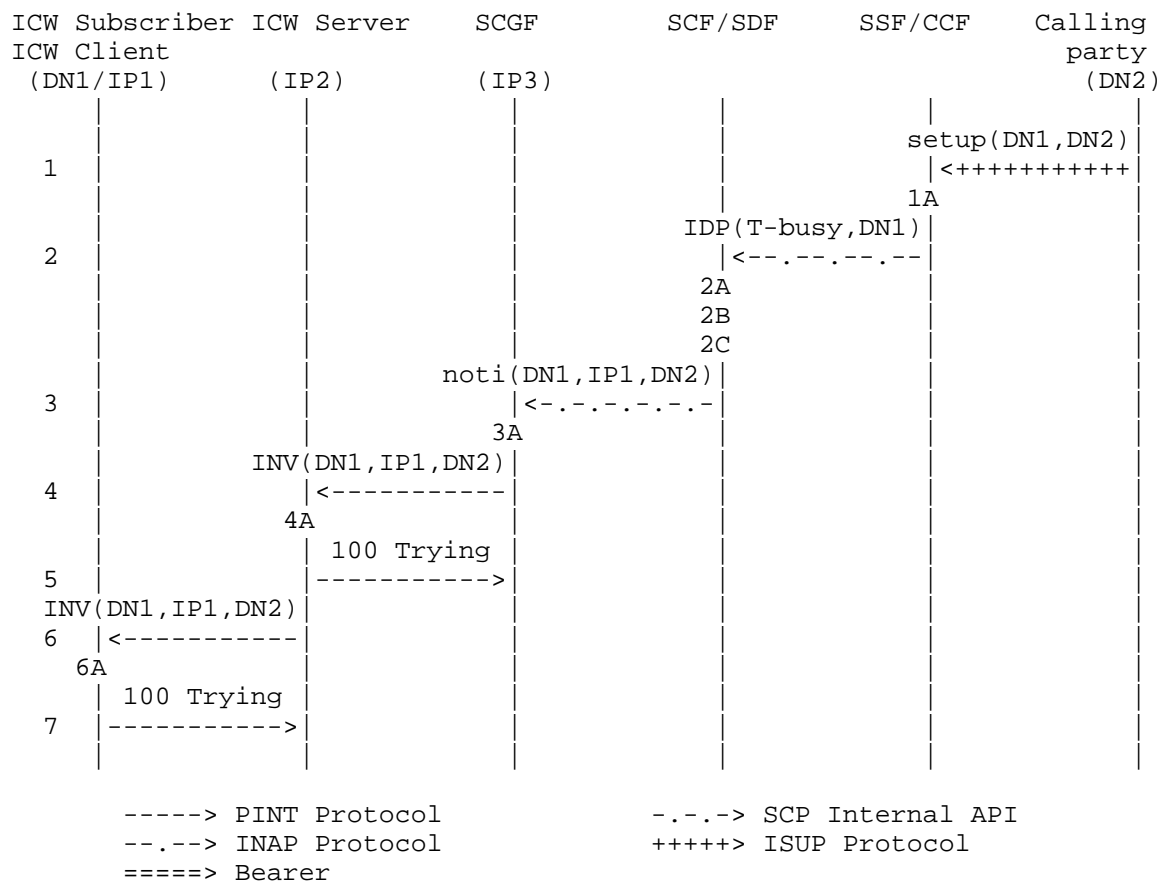 ICW Subscriber ICW Server SCGF SCF/SDF SSF/CCF Calling
ICW Client party
(DN1/IP1) (IP2) (IP3) (DN2)
setup(DN1,DN2)
1 <+++++++++++
1A
IDP(T-busy,DN1)
2 <--.--.--.--
2A
2B
2C
noti(DN1,IP1,DN2)
3 <-.-.-.-.-.-
3A
INV(DN1,IP1,DN2)
4 <-----------
4A
100 Trying
5 ----------->
INV(DN1,IP1,DN2)
6 <-----------
6A
100 Trying
7 ----------->
-----> PINT Protocol -.-.-> SCP Internal API
--.--> INAP Protocol +++++> ISUP Protocol
=====> Bearer